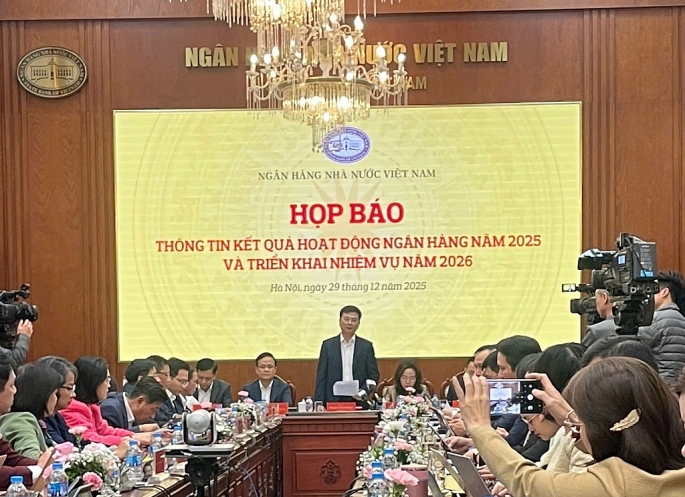 NGÂN HÀNG NHÀ NƯỚC VIỆT NAM
NAM
NGÂN HÀNG NHÀ NƯỚC VIỆT NAM
HỌP BÁO
THÔNG TIN KẾT QUẢ HOẠT ĐỘNG NGÂN HÀNG NĂM 2025
VÀ TRIỂN KHAI NHIỆM VỤ NĂM 2026
Hà Nội, ngày 29 tháng 12 năm 2025